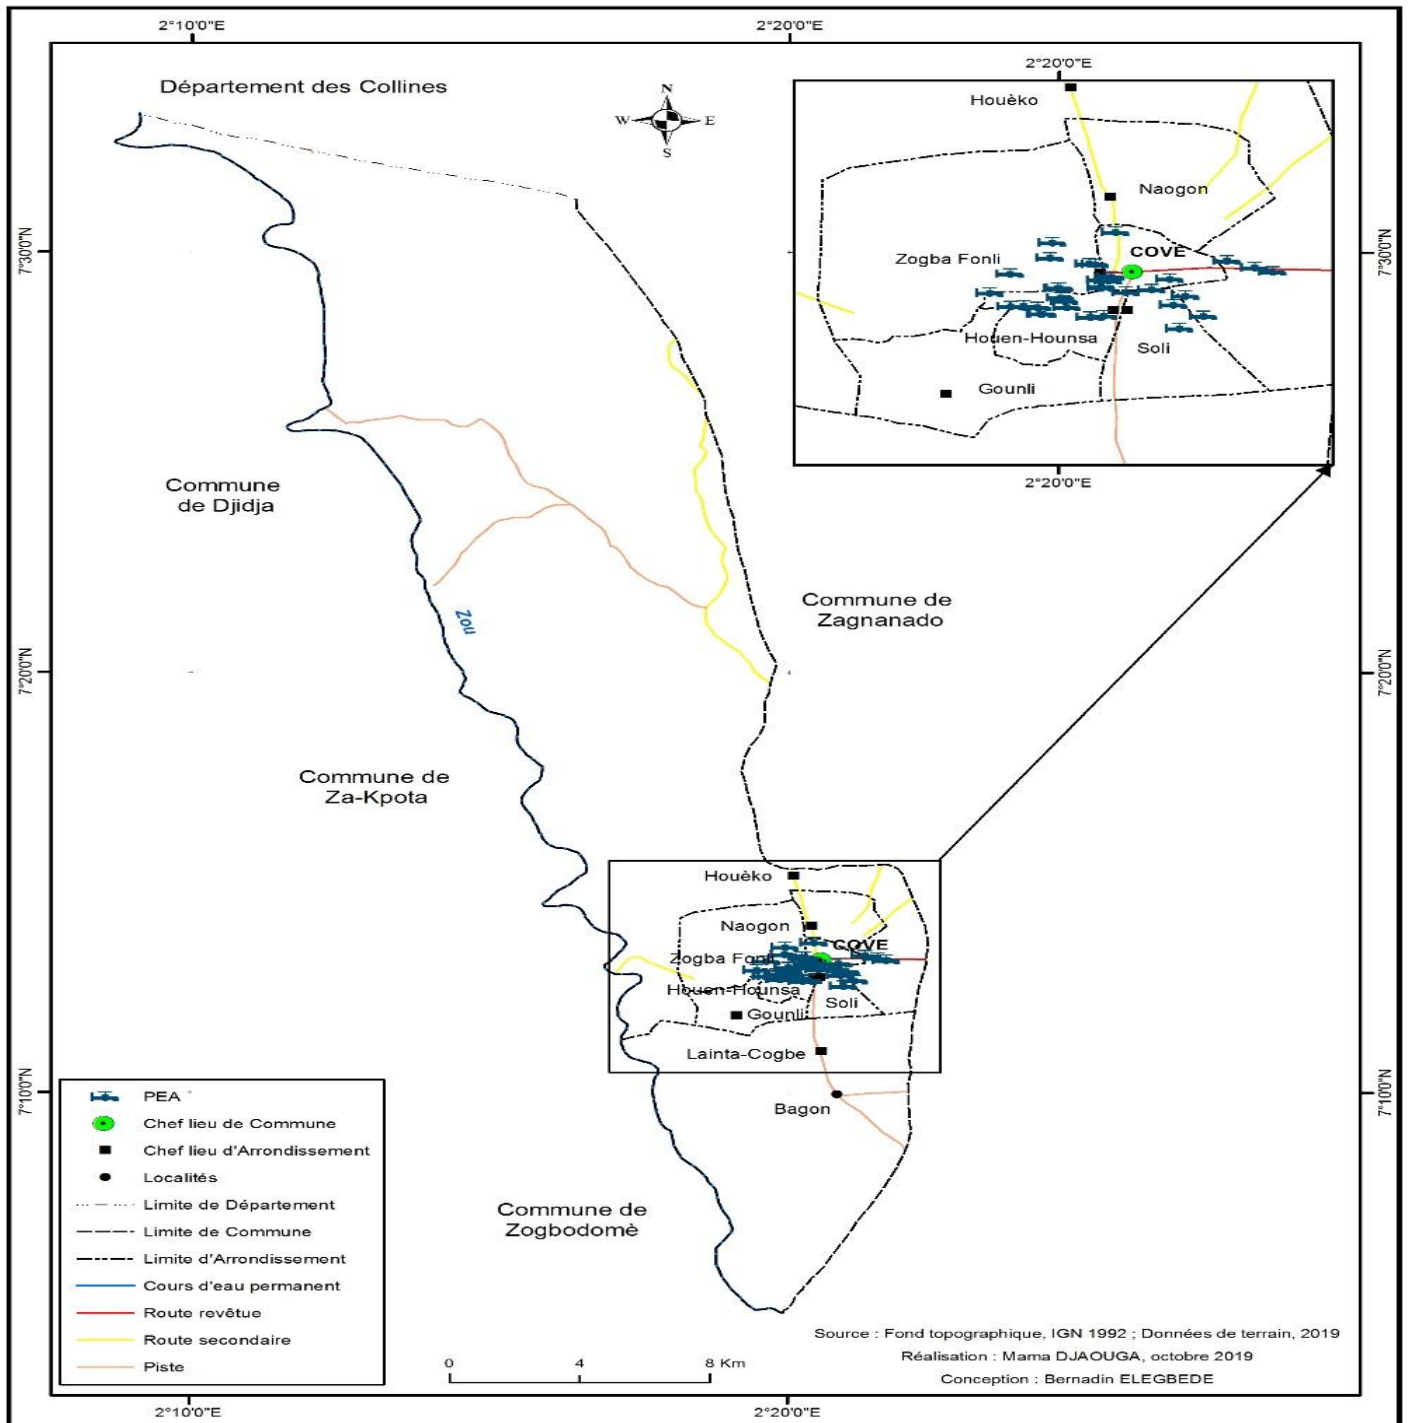 2°10'0"E
2°20'0"E
Département des Collines
N
W
E
S
2°20'0"E
Houèko
Naogon
COVE
Zogba Fonli
Houen-Hounsa
Soli
Gounli
2°20'0"E
7°30'0"N
7°30'0"N
Commune
de Djidja
Zou
Commune de
Zagnanado
7°20'0"N
7°20'0"N
Commune de
Za-Kpota
Houèko
Naogon
COVE
Zogba Fonli
Houen-Hounsa
Soli
Gounli
Lainta-Cogbe
Bagon
7°10'0"N
7°10'0"N
Commune de
Zogbodomè
PEA
Chef lieu de Commune
Chef lieu d'Arrondissement
Localités
Limite de Département
Limite de Commune
Limite d'Arrondissement
Cours d'eau permanent
Route revêtue
Route secondaire
Piste
0 4 8 Km
Source : Fond topographique, IGN 1992 ; Données de terrain, 2019
Réalisation : Mama DJAOUGA, octobre 2019
Conception : Bernadin ELEGBEDE
2°10'0"E
2°20'0"E